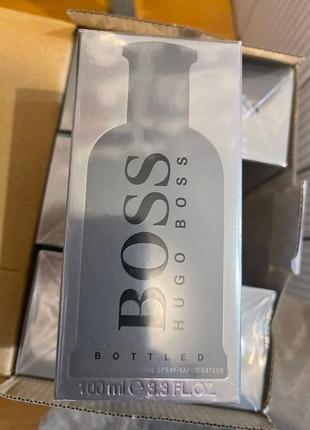 BOSS
HUGO BOSS
BOTTLED
SPRAY-VAPORISATEUR
100 ml ℮ 3.3 FL.OZ.